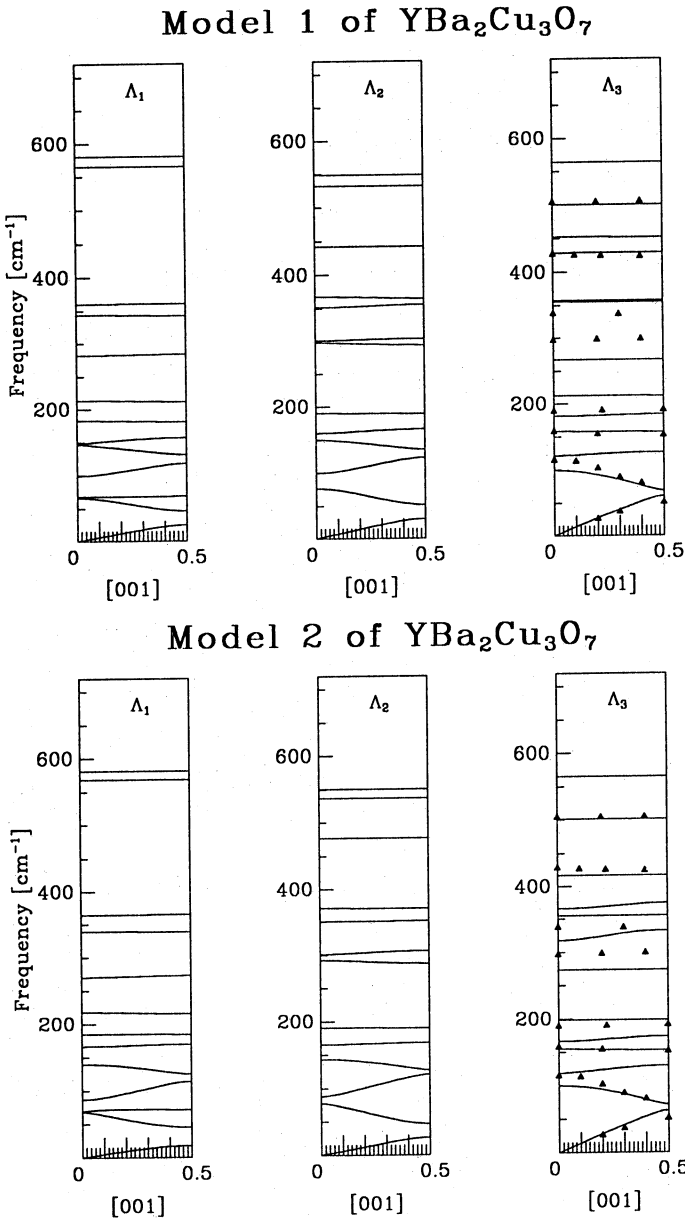 Model 1 of YBa₂Cu₃O₇
Λ₁ Λ₂ Λ₃
600 600 600
400 400 400
200 200 200
Frequency [cm⁻¹]
0 0.5 0 0.5 0 0.5
[001] [001] [001]
Model 2 of YBa₂Cu₃O₇
Λ₁ Λ₂ Λ₃
600 600 600
400 400 400
200 200 200
Frequency [cm⁻¹]
0 0.5 0 0.5 0 0.5
[001] [001] [001]